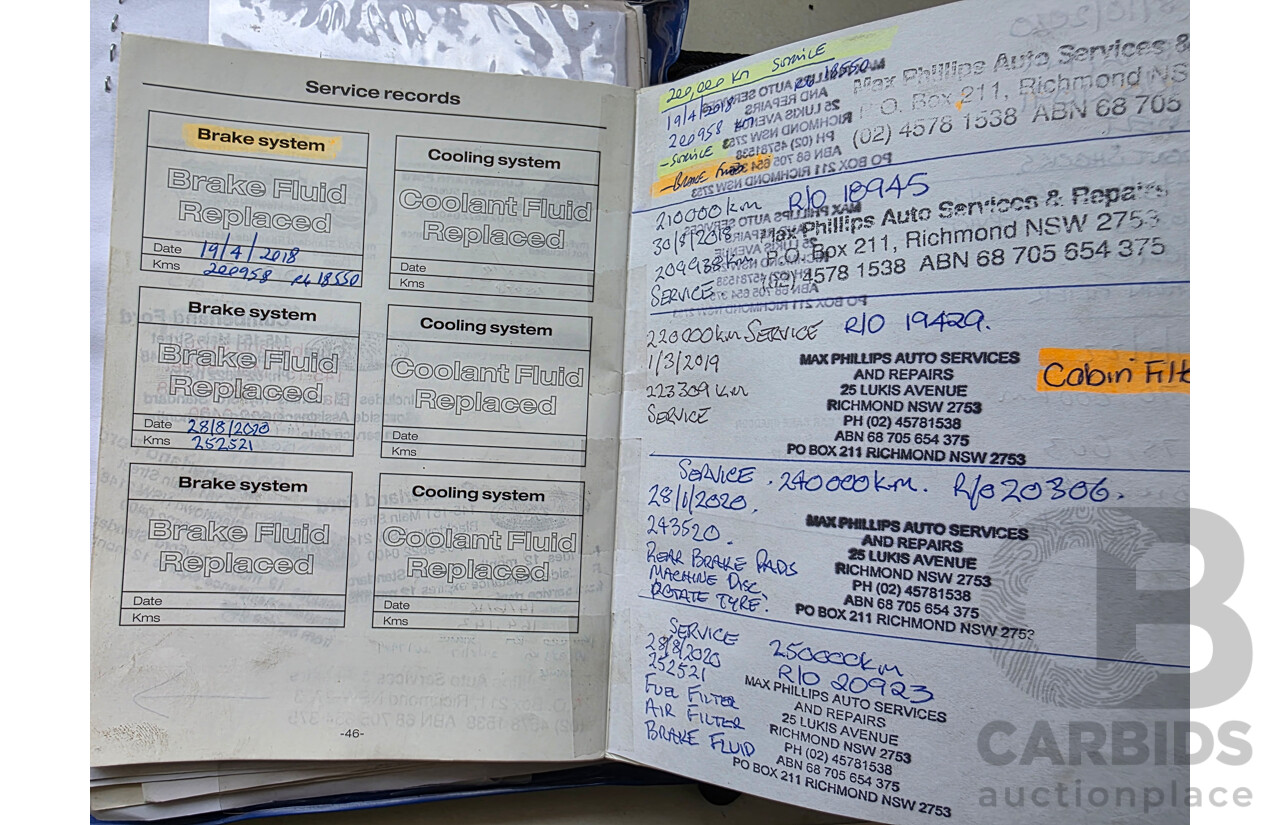 Service records
Brake system
Brake Fluid
Replaced
Date 19/4/2018
Kms 200958 R/o 18550
Cooling system
Coolant Fluid
Replaced
Date
Kms
Brake system
Brake Fluid
Replaced
Date 28/8/2020
Kms 252521
Cooling system
Coolant Fluid
Replaced
Date
Kms
Brake system
Brake Fluid
Replaced
Date
Kms
Cooling system
Coolant Fluid
Replaced
Date
Kms
-46-
200,000 KM SERVICE
19/4/2018 R/o 18550
200958 KM
- SERVICE
- BRAKE FLUID
Max Phillips Auto Services &
P.O. Box 211, Richmond NS
(02) 4578 1538 ABN 68 705
210000km R/O 18945
30/8/2018
209938km
SERVICE
Max Phillips Auto Services & Repairs
P.O. Box 211, Richmond NSW 2753
(02) 4578 1538 ABN 68 705 654 375
220000km SERVICE R/O 19429.
1/3/2019
223309 km
SERVICE
MAX PHILLIPS AUTO SERVICES
AND REPAIRS
25 LUKIS AVENUE
RICHMOND NSW 2753
PH (02) 45781538
ABN 68 705 654 375
PO BOX 211 RICHMOND NSW 2753
Cabin Filt
SERVICE . 240000km. R/o 20306.
28/1/2020.
243520.
REAR BRAKE PADS
MACHINE DISC
ROTATE TYRE?
MAX PHILLIPS AUTO SERVICES
AND REPAIRS
25 LUKIS AVENUE
RICHMOND NSW 2753
PH (02) 45781538
ABN 68 705 654 375
PO BOX 211 RICHMOND NSW 2753
SERVICE 250000km
28/8/2020 R/O 20923
252521
FUEL FILTER
AIR FILTER
BRAKE FLUID
MAX PHILLIPS AUTO SERVICES
AND REPAIRS
25 LUKIS AVENUE
RICHMOND NSW 2753
PH (02) 45781538
ABN 68 705 654 375
PO BOX 211 RICHMOND NSW 2753
CB
CARBIDS
auctionplace